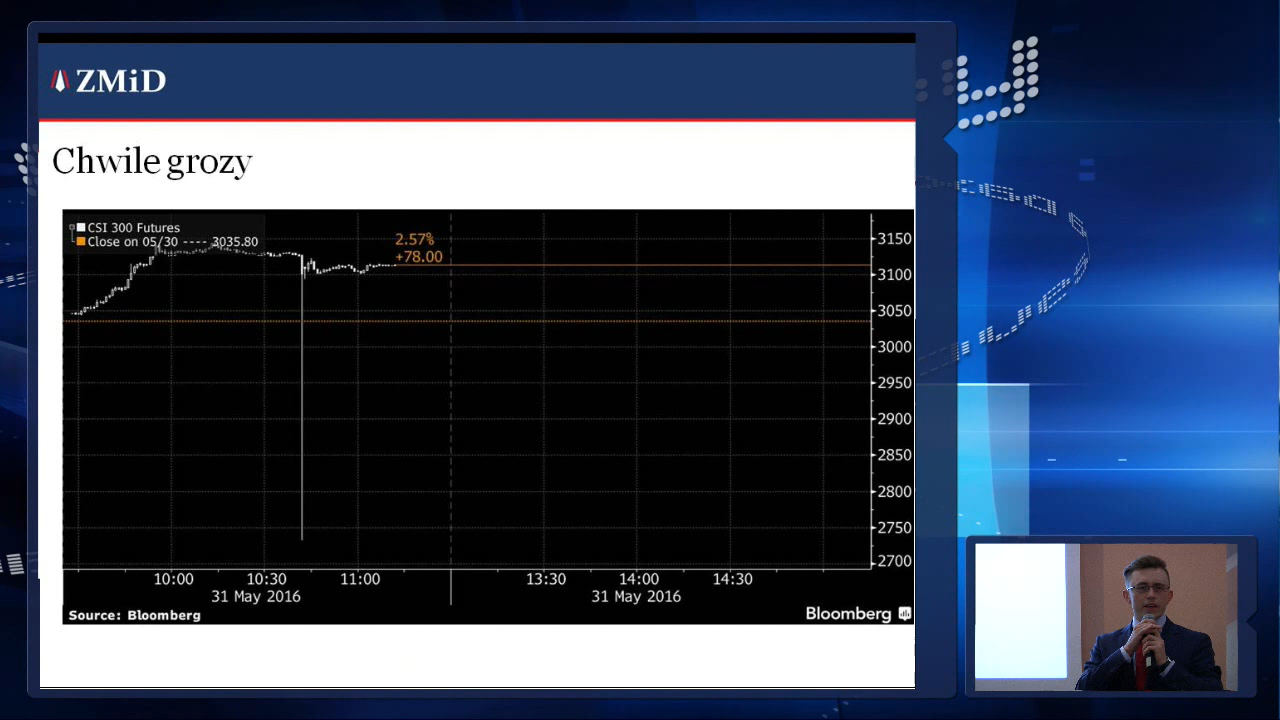 ZMiD
Chwile grozy
CSI 300 Futures
Close on 05/30 ---- 3035.80
2.57%
+78.00
3150
3100
3050
3000
2950
2900
2850
2800
2750
2700
10:00 10:30 11:00 13:30 14:00 14:30
31 May 2016 31 May 2016
Source: Bloomberg Bloomberg